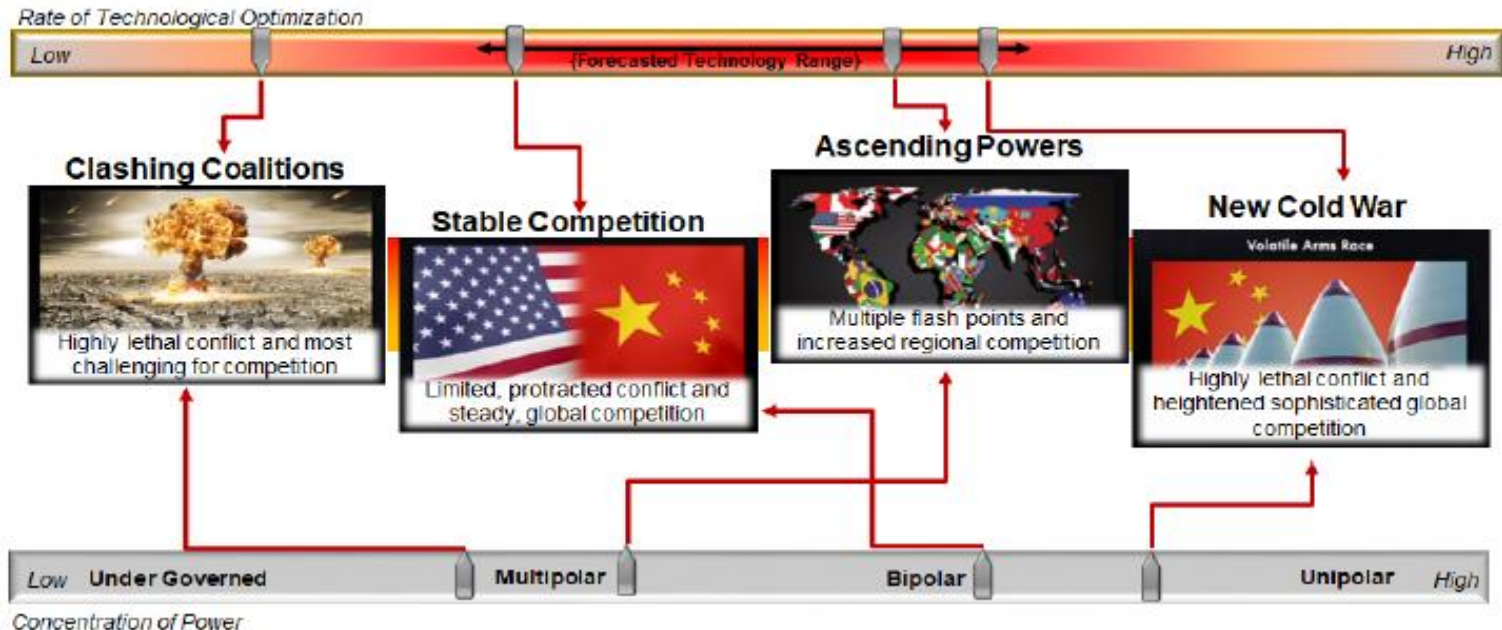 Rate of Technological Optimization
Low
(Forecasted Technology Range)
High
Clashing Coalitions
Highly lethal conflict and most
challenging for competition
Stable Competition
Limited, protracted conflict and
steady, global competition
Ascending Powers
Multiple flash points and
increased regional competition
New Cold War
Volatile Arms Race
Highly lethal conflict and
heightened sophisticated global
competition
Low Under Governed Multipolar Bipolar Unipolar High
Concentration of Power